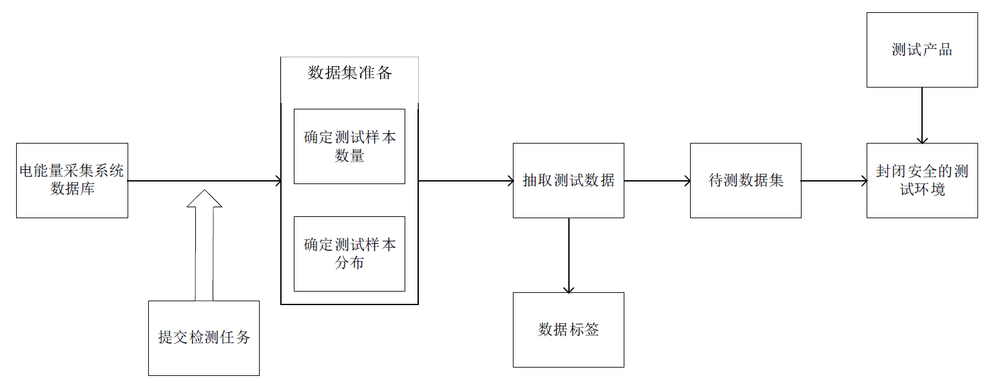 测试产品
数据集准备
确定测试样本
数量
电能量采集系统
数据库
抽取测试数据
待测数据集
封闭安全的测
试环境
确定测试样本
分布
提交检测任务
数据标签